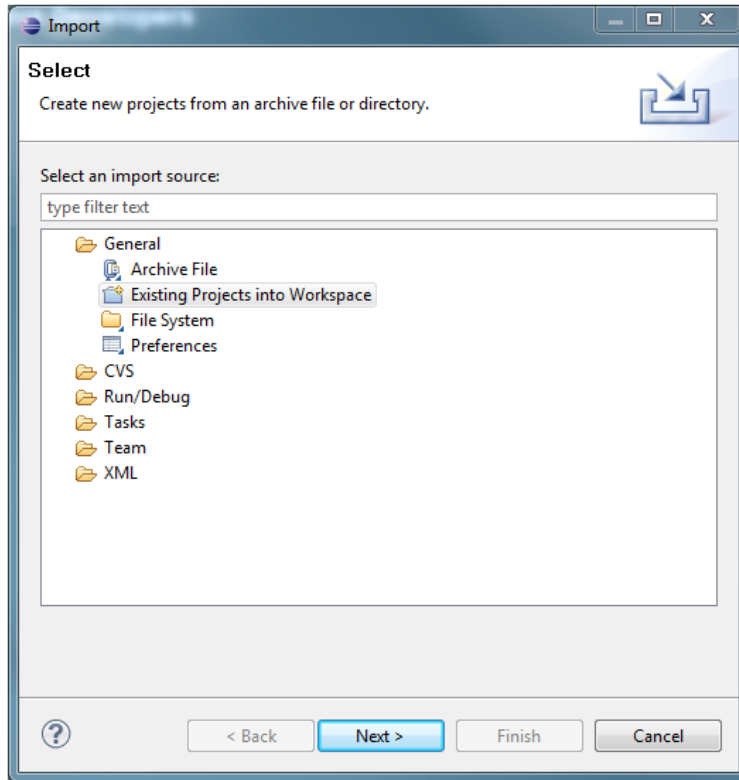 Import
Select
Create new projects from an archive file or directory.
Select an import source:
type filter text
General
Archive File
Existing Projects into Workspace
File System
Preferences
CVS
Run/Debug
Tasks
Team
XML
?
< Back Next > Finish Cancel